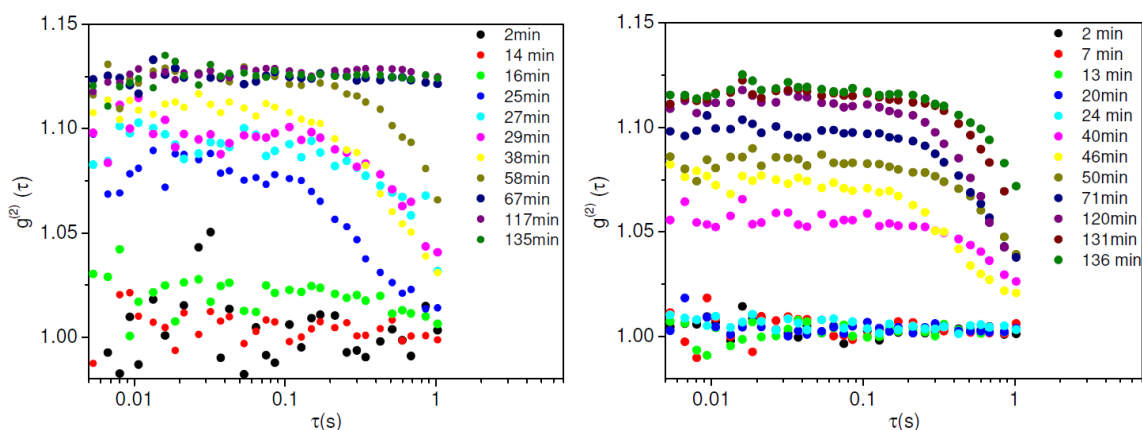 1.15
1.10
1.05
1.00
g(2) (τ)
0.01
0.1
1
τ(s)
2min
14 min
16min
25min
27min
29min
38min
58min
67min
117min
135min
1.15
1.10
1.05
1.00
g(2) (τ)
0.01
0.1
1
τ(s)
2 min
7 min
13 min
20min
24 min
40min
46min
50min
71min
120min
131min
136 min